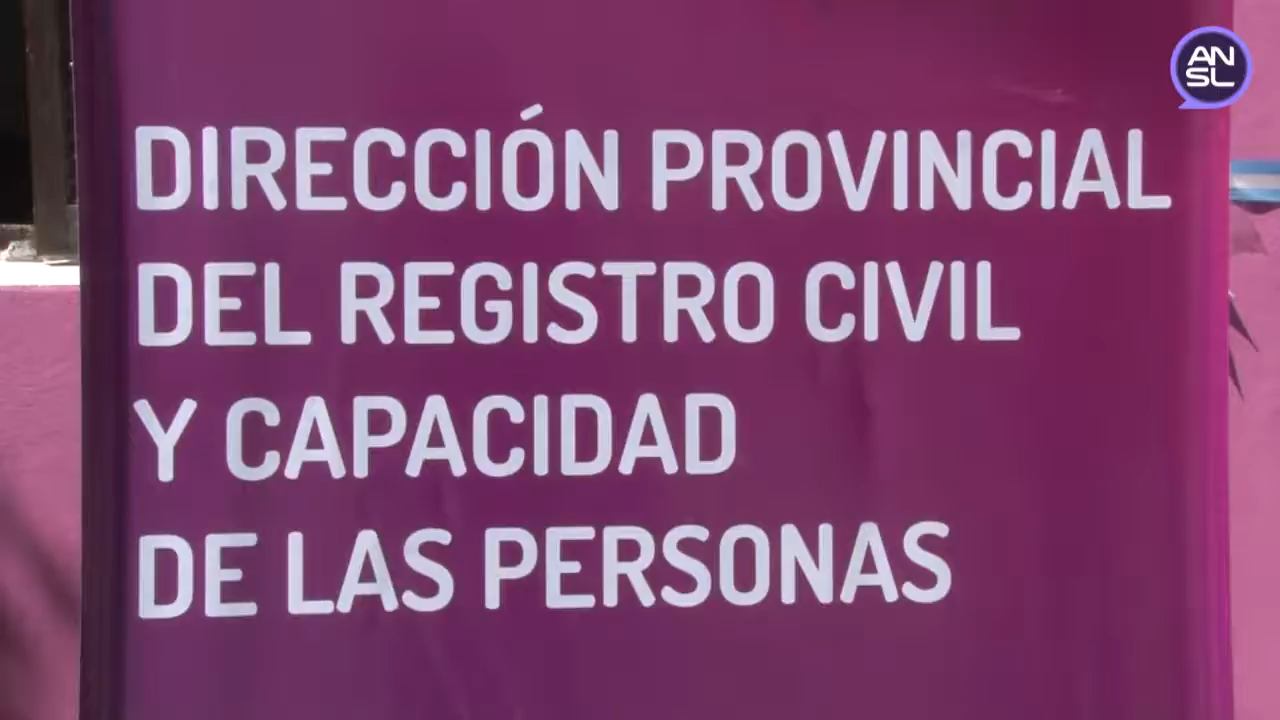 AN
SL
DIRECCIÓN PROVINCIAL
DEL REGISTRO CIVIL
Y CAPACIDAD
DE LAS PERSONAS